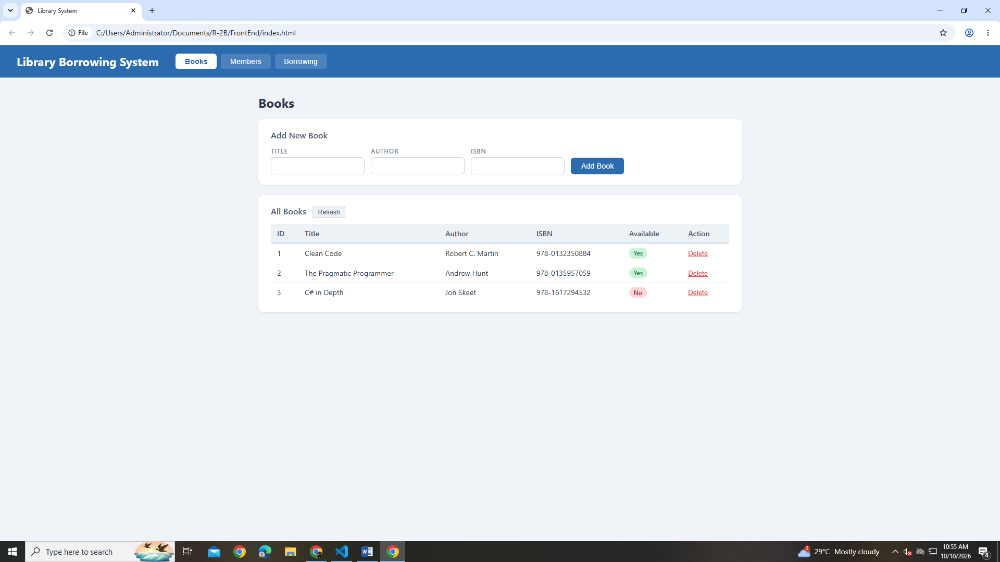 Library System
File
C:/Users/Administrator/Documents/R-2B/FrontEnd/index.html
Library Borrowing System
Books
Members
Borrowing
Books
Add New Book
TITLE AUTHOR ISBN
Add Book
All Books Refresh
ID Title Author ISBN Available Action
1 Clean Code Robert C. Martin 978-0132350884 Yes Delete
2 The Pragmatic Programmer Andrew Hunt 978-0135957059 Yes Delete
3 C# in Depth Jon Skeet 978-1617294532 No Delete
Type here to search
2
29°C Mostly cloudy
10:55 AM
10/10/2026
4